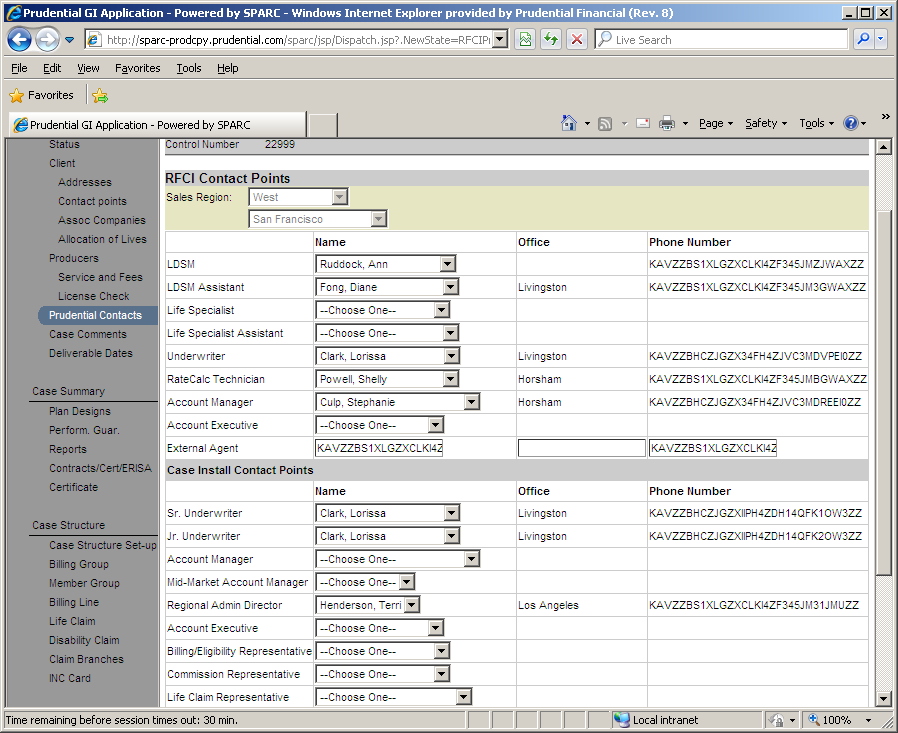 Prudential GI Application - Powered by SPARC - Windows Internet Explorer provided by Prudential Financial (Rev. 8)
http://sparc-prodcpy.prudential.com/sparc/jsp/Dispatch.jsp?.NewState=RFCIPr
Live Search
File Edit View Favorites Tools Help
Favorites
Prudential GI Application - Powered by SPARC
Page Safety Tools
Status
Client
Addresses
Contact points
Assoc Companies
Allocation of Lives
Producers
Service and Fees
License Check
Prudential Contacts
Case Comments
Deliverable Dates
Case Summary
Plan Designs
Perform. Guar.
Reports
Contracts/Cert/ERISA
Certificate
Case Structure
Case Structure Set-up
Billing Group
Member Group
Billing Line
Life Claim
Disability Claim
Claim Branches
INC Card
Control Number 22999
RFCI Contact Points
Sales Region: West
San Francisco
Name Office Phone Number
LDSM Ruddock, Ann KAVZZBS1XLGZXCLKI4ZF345JMZJWAXZZ
LDSM Assistant Fong, Diane Livingston KAVZZBS1XLGZXCLKI4ZF345JM3GWAXZZ
Life Specialist --Choose One--
Life Specialist Assistant --Choose One--
Underwriter Clark, Lorissa Livingston KAVZZBHCZJGZX34FH4ZJVC3MDVPEI0ZZ
RateCalc Technician Powell, Shelly Horsham KAVZZBS1XLGZXCLKI4ZF345JMBGWAXZZ
Account Manager Culp, Stephanie Horsham KAVZZBHCZJGZX34FH4ZJVC3MDREEI0ZZ
Account Executive --Choose One--
External Agent KAVZZBS1XLGZXCLKI4Z KAVZZBS1XLGZXCLKI4Z
Case Install Contact Points
Name Office Phone Number
Sr. Underwriter Clark, Lorissa Livingston KAVZZBHCZJGZXIIPH4ZDH14QFK1OW3ZZ
Jr. Underwriter Clark, Lorissa Livingston KAVZZBHCZJGZXIIPH4ZDH14QFK2OW3ZZ
Account Manager --Choose One--
Mid-Market Account Manager --Choose One--
Regional Admin Director Henderson, Terri Los Angeles KAVZZBS1XLGZXCLKI4ZF345JM31JMUZZ
Account Executive --Choose One--
Billing/Eligibility Representative --Choose One--
Commission Representative --Choose One--
Life Claim Representative --Choose One--
Time remaining before session times out: 30 min. Local intranet 100%